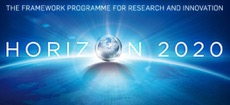 THE FRAMEWORK PROGRAMME FOR RESEARCH AND INNOVATION
HORIZON 2020